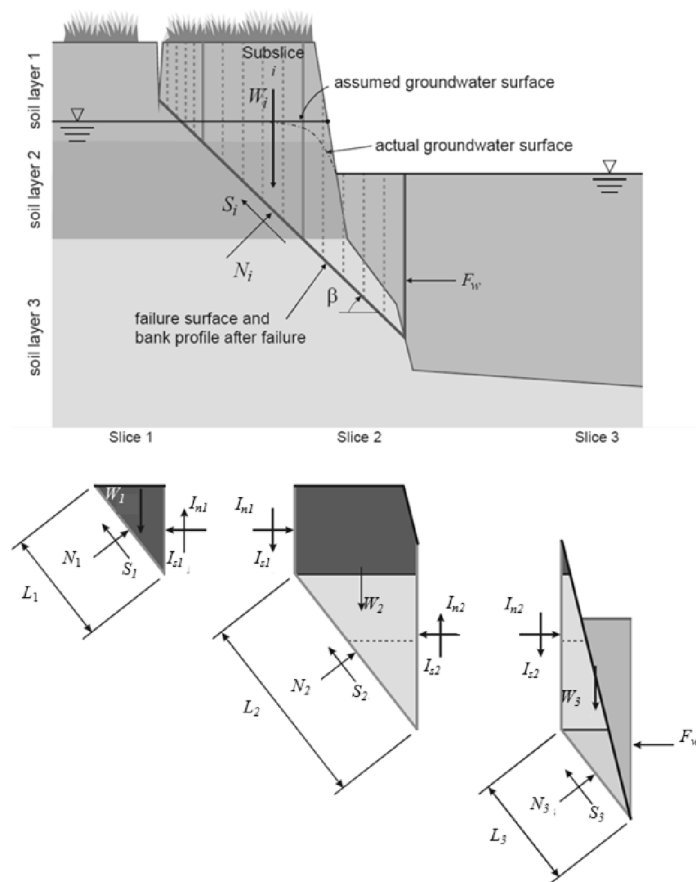 soil layer 1
soil layer 2
soil layer 3
Subslice
i
W_i
assumed groundwater surface
actual groundwater surface
S_i
N_i
β
F_w
failure surface and
bank profile after failure
Slice 1 Slice 2 Slice 3
W_1
I_n1
N_1
S_1
I_s1
L_1
I_n1
I_s1
W_2
I_n2
I_s2
N_2
S_2
L_2
I_n2
I_s2
W_3
F_w
N_3
S_3
L_3